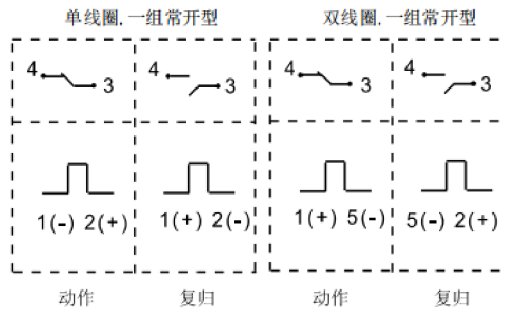 单线圈,一组常开型 双线圈,一组常开型
4 3 4 3 4 3 4 3
1(-) 2(+) 1(+) 2(-) 1(+) 5(-) 5(-) 2(+)
动作 复归 动作 复归